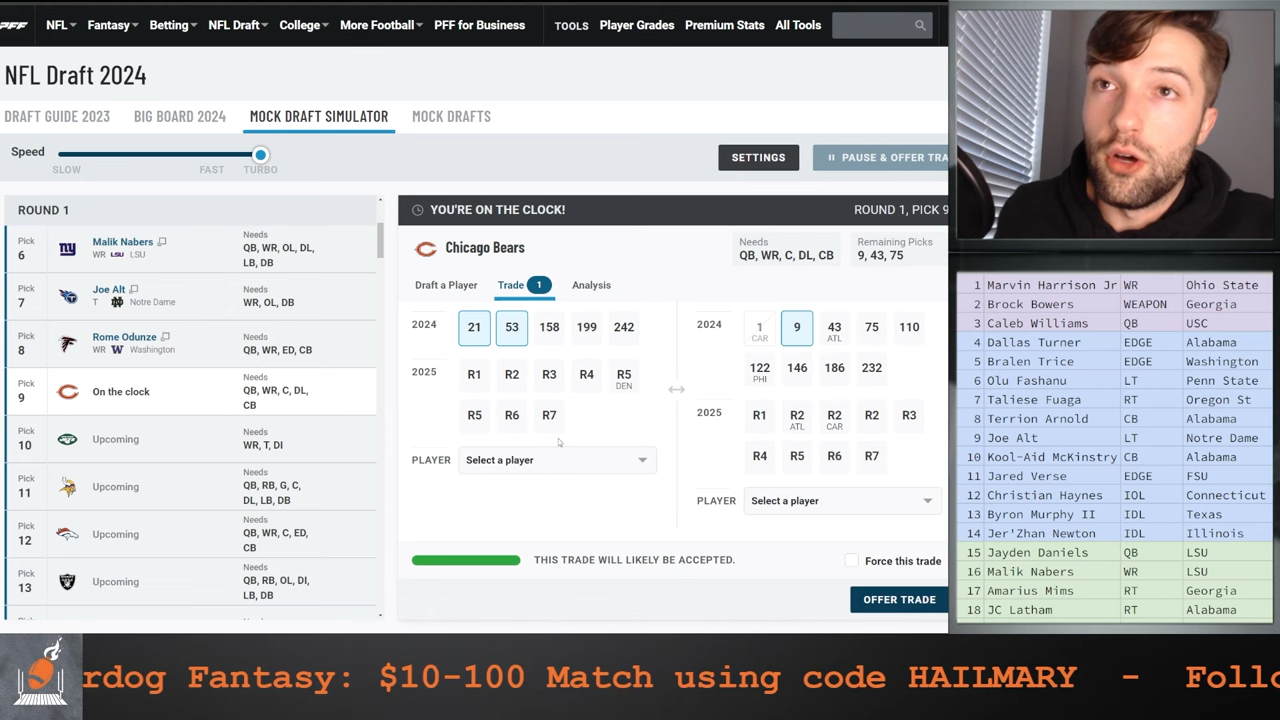 PFF
NFL Fantasy Betting NFL Draft College More Football PFF for Business TOOLS Player Grades Premium Stats All Tools
NFL Draft 2024
DRAFT GUIDE 2023 BIG BOARD 2024 MOCK DRAFT SIMULATOR MOCK DRAFTS
Speed
SLOW FAST TURBO
SETTINGS
PAUSE & OFFER TRA
ROUND 1
Pick 6
Malik Nabers
WR LSU LSU
Needs
QB, WR, OL, DL,
LB, DB
Pick 7
Joe Alt
T Notre Dame
Needs
WR, OL, DB
Pick 8
Rome Odunze
WR W Washington
Needs
QB, WR, ED, CB
Pick 9
On the clock
Needs
QB, WR, C, DL,
CB
Pick 10
Upcoming
Needs
WR, T, DI
Pick 11
Upcoming
Needs
QB, RB, G, C,
DL, LB, DB
Pick 12
Upcoming
Needs
QB, WR, C, ED,
CB
Pick 13
Upcoming
Needs
QB, RB, OL, DI,
LB, DB
YOU'RE ON THE CLOCK! ROUND 1, PICK 9
Chicago Bears
Needs
QB, WR, C, DL, CB
Remaining Picks
9, 43, 75
Draft a Player Trade 1 Analysis
2024 21 53 158 199 242
2025 R1 R2 R3 R4 R5
DEN
R5 R6 R7
PLAYER Select a player
2024 1 9 43 75 110
CAR ATL
122 146 186 232
PHI
2025 R1 R2 R2 R2 R3
ATL CAR
R4 R5 R6 R7
PLAYER Select a player
THIS TRADE WILL LIKELY BE ACCEPTED.
Force this trade
OFFER TRADE
1 Marvin Harrison Jr WR Ohio State
2 Brock Bowers WEAPON Georgia
3 Caleb Williams QB USC
4 Dallas Turner EDGE Alabama
5 Bralen Trice EDGE Washington
6 Olu Fashanu LT Penn State
7 Taliese Fuaga RT Oregon St
8 Terrion Arnold CB Alabama
9 Joe Alt LT Notre Dame
10 Kool-Aid McKinstry CB Alabama
11 Jared Verse EDGE FSU
12 Christian Haynes IOL Connecticut
13 Byron Murphy II IDL Texas
14 Jer'Zhan Newton IDL Illinois
15 Jayden Daniels QB LSU
16 Malik Nabers WR LSU
17 Amarius Mims RT Georgia
18 JC Latham RT Alabama
rdog Fantasy: $10-100 Match using code HAILMARY - Follo